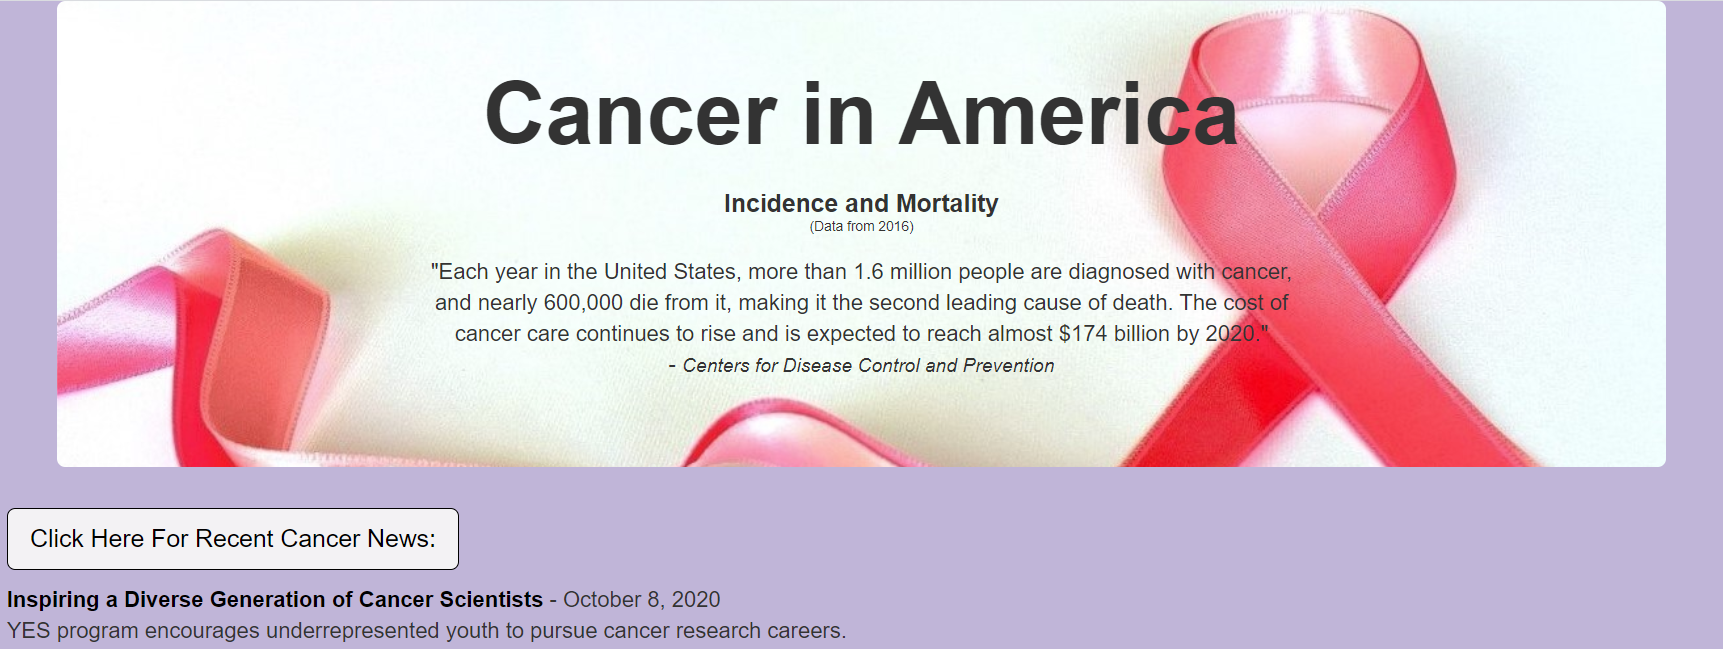 Cancer in America
Incidence and Mortality
(Data from 2016)
"Each year in the United States, more than 1.6 million people are diagnosed with cancer,
and nearly 600,000 die from it, making it the second leading cause of death. The cost of
cancer care continues to rise and is expected to reach almost $174 billion by 2020."
- Centers for Disease Control and Prevention
Click Here For Recent Cancer News:
Inspiring a Diverse Generation of Cancer Scientists - October 8, 2020
YES program encourages underrepresented youth to pursue cancer research careers.